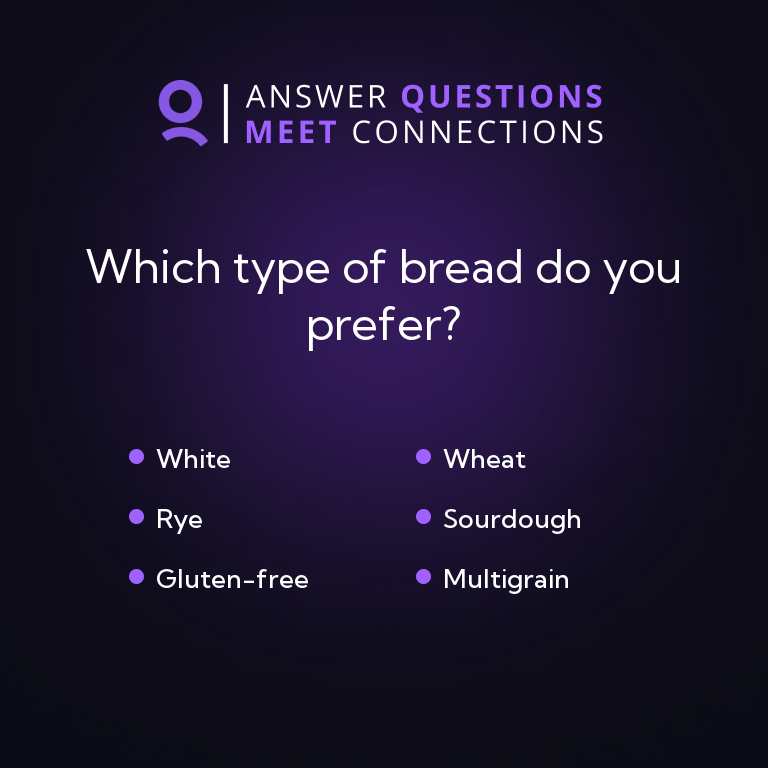 ANSWER QUESTIONS
MEET CONNECTIONS
Which type of bread do you
prefer?
White
Wheat
Rye
Sourdough
Gluten-free
Multigrain